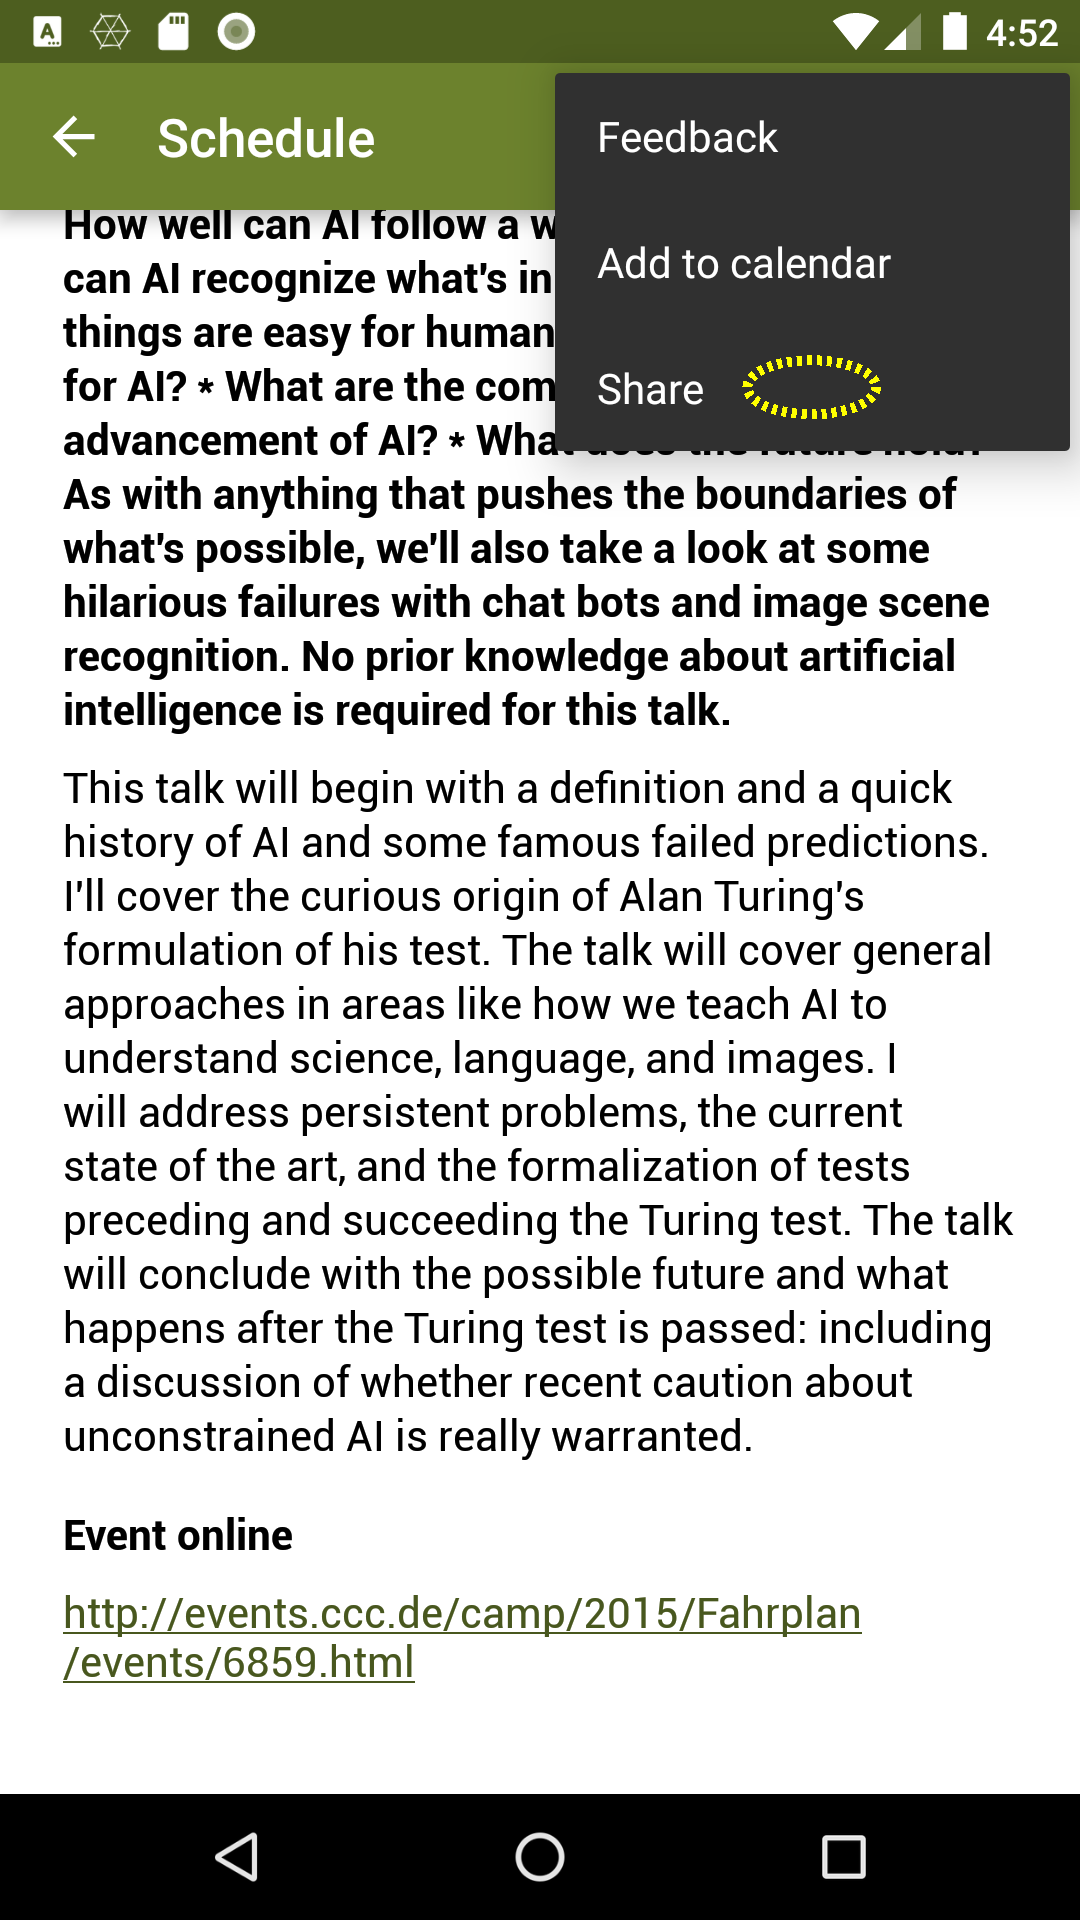 4:52
Schedule
Feedback
Add to calendar
Share
How well can AI follow a
can AI recognize what's in
things are easy for human
for AI? * What are the com
advancement of AI? *
As with anything that pushes the boundaries of
what's possible, we'll also take a look at some
hilarious failures with chat bots and image scene
recognition. No prior knowledge about artificial
intelligence is required for this talk.
This talk will begin with a definition and a quick
history of AI and some famous failed predictions.
I'll cover the curious origin of Alan Turing's
formulation of his test. The talk will cover general
approaches in areas like how we teach AI to
understand science, language, and images. I
will address persistent problems, the current
state of the art, and the formalization of tests
preceding and succeeding the Turing test. The talk
will conclude with the possible future and what
happens after the Turing test is passed: including
a discussion of whether recent caution about
unconstrained AI is really warranted.
Event online
http://events.ccc.de/camp/2015/Fahrplan
/events/6859.html